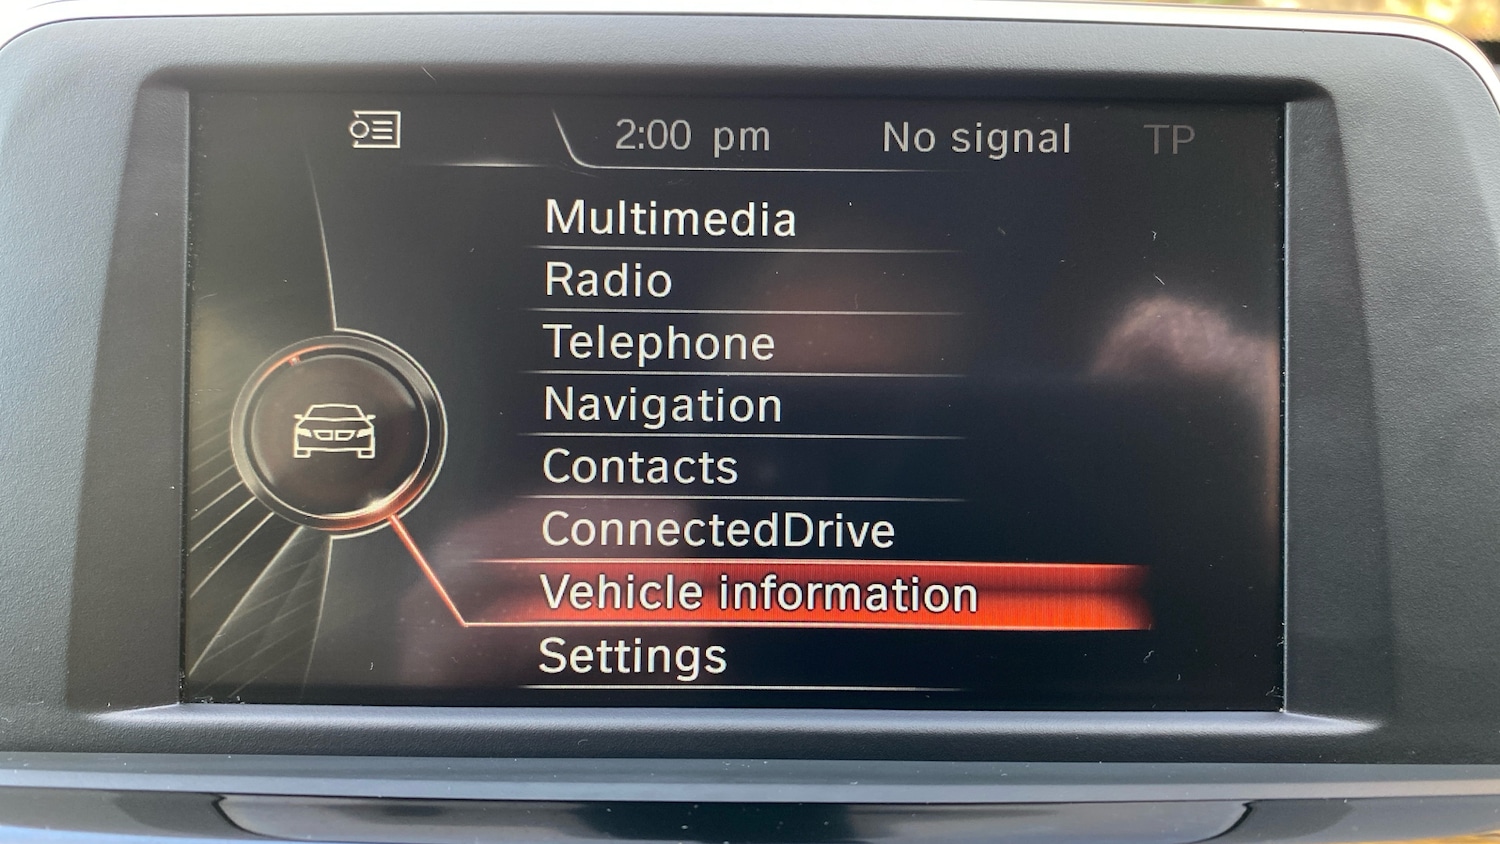 2:00 pm No signal TP
Multimedia
Radio
Telephone
Navigation
Contacts
ConnectedDrive
Vehicle information
Settings